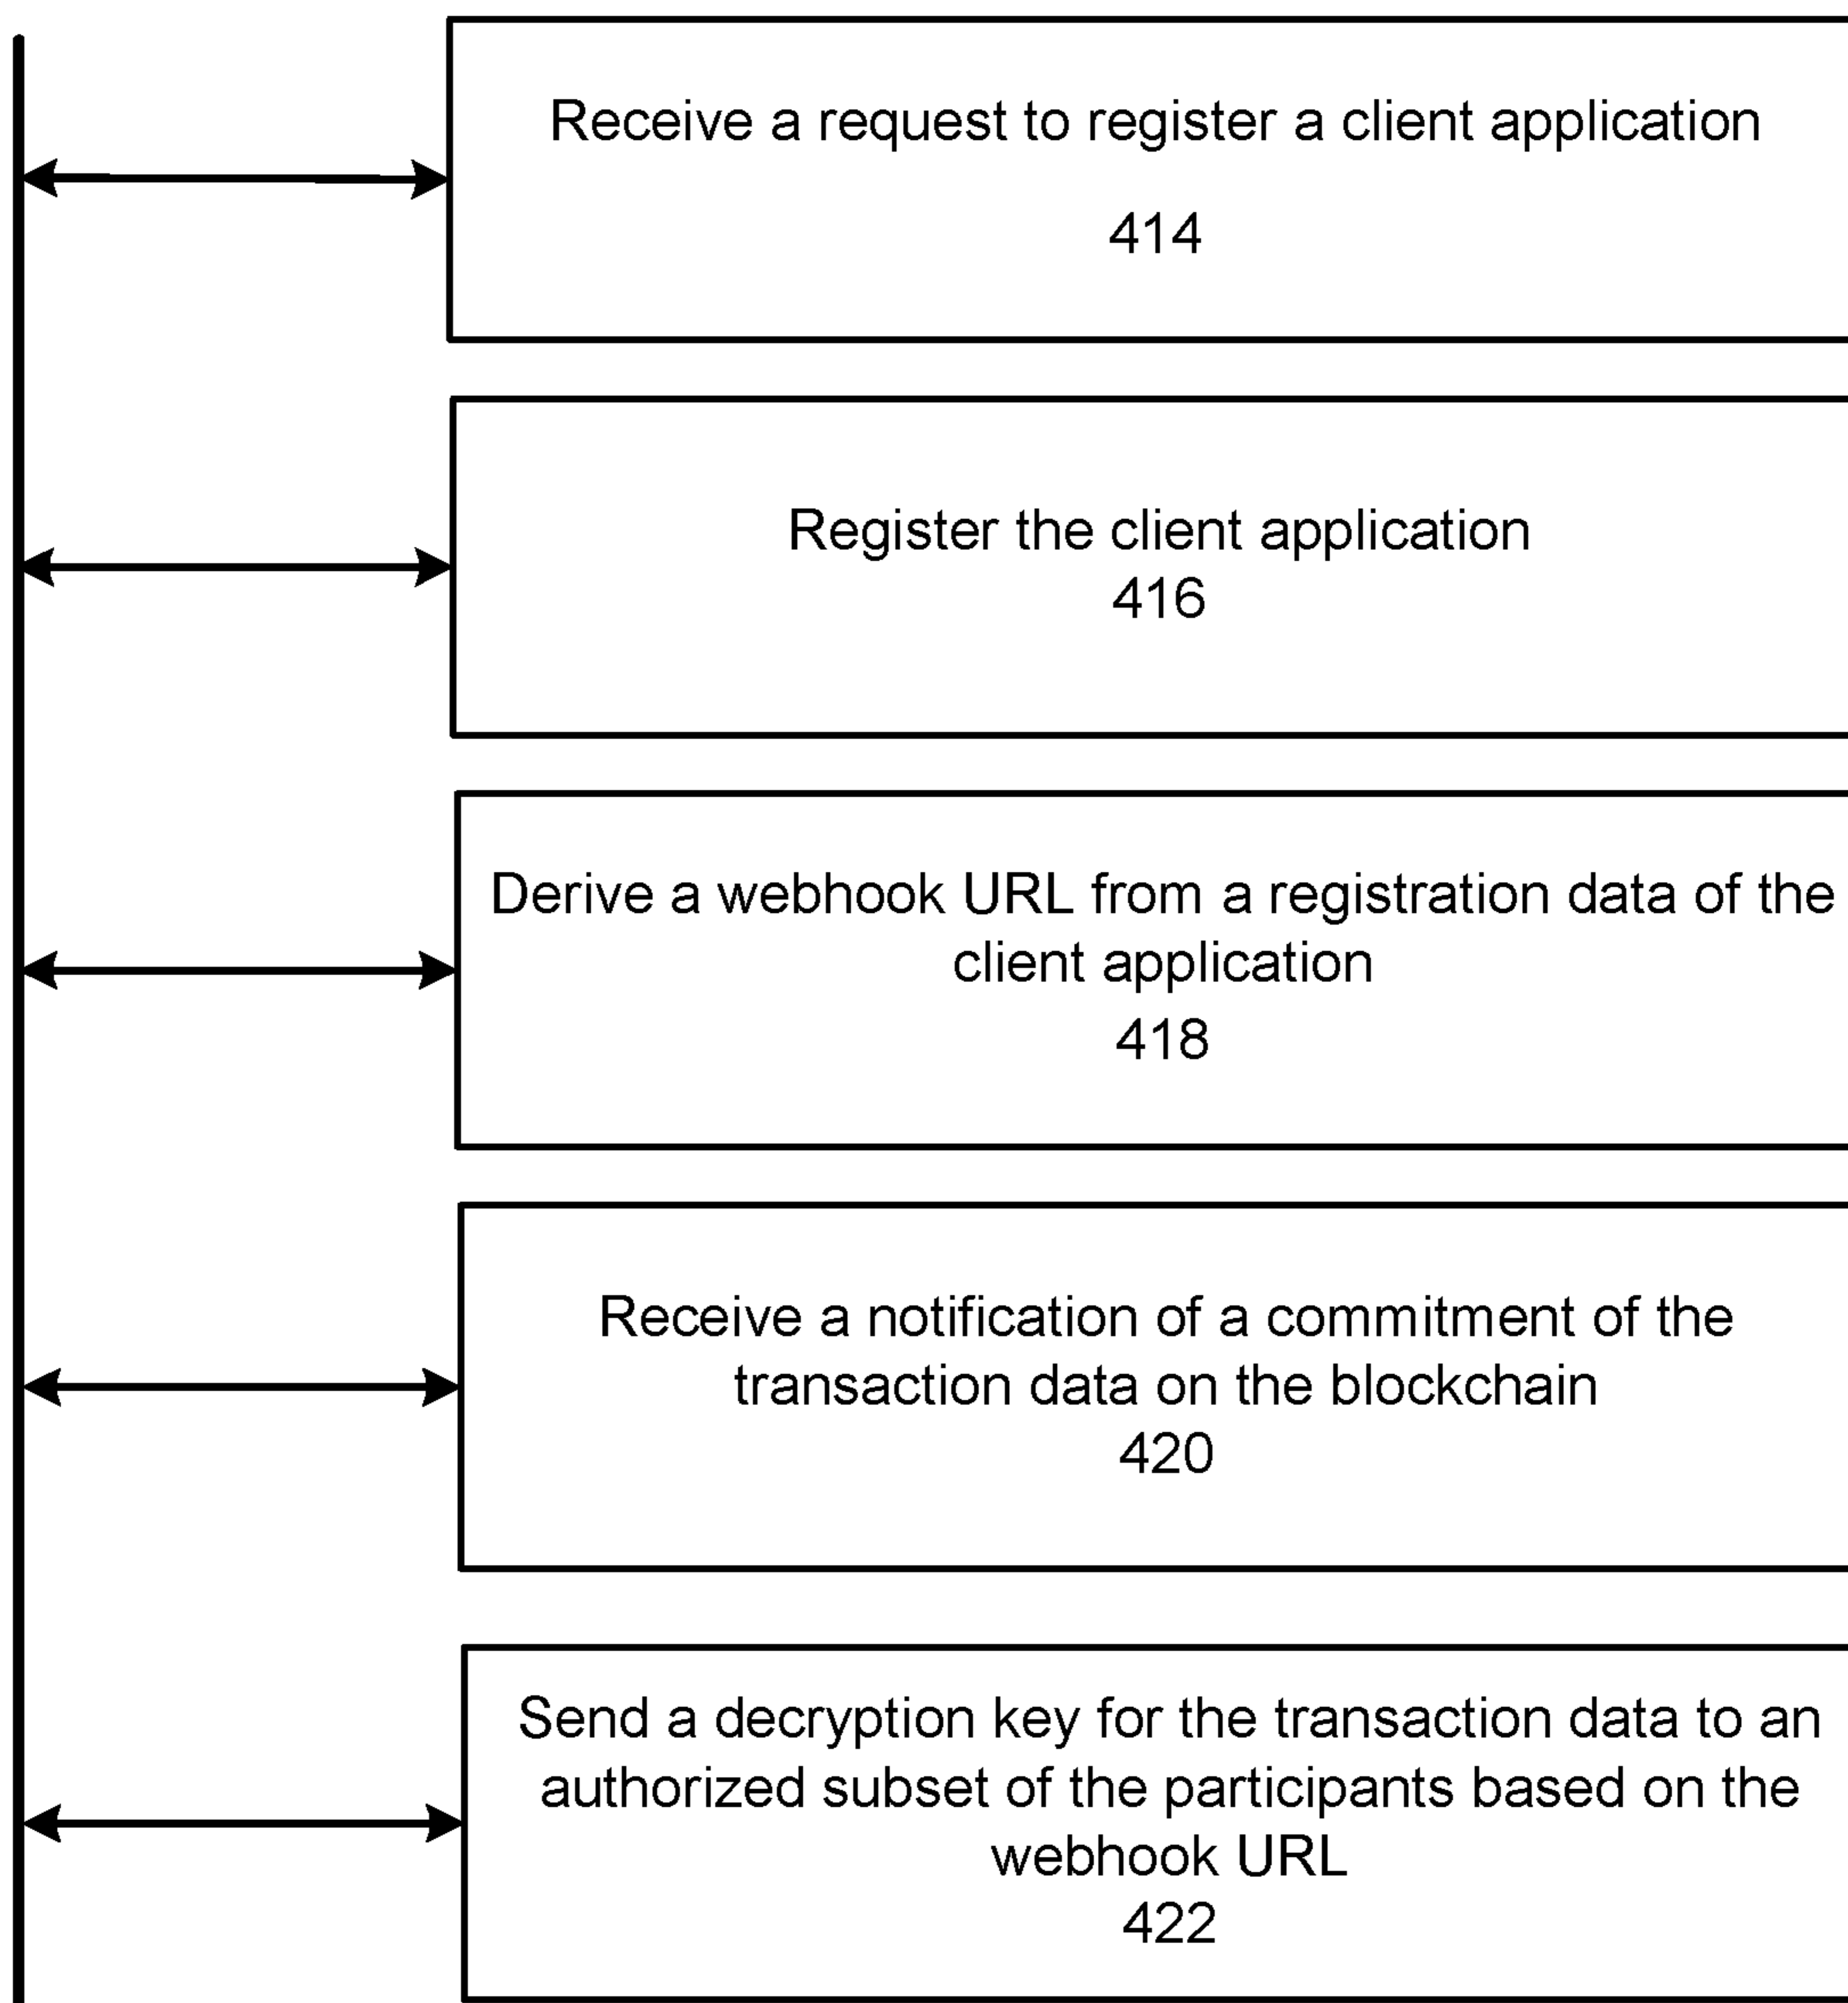 Receive a request to register a client application
414
Register the client application
416
Derive a webhook URL from a registration data of the
client application
418
Receive a notification of a commitment of the
transaction data on the blockchain
420
Send a decryption key for the transaction data to an
authorized subset of the participants based on the
webhook URL
422